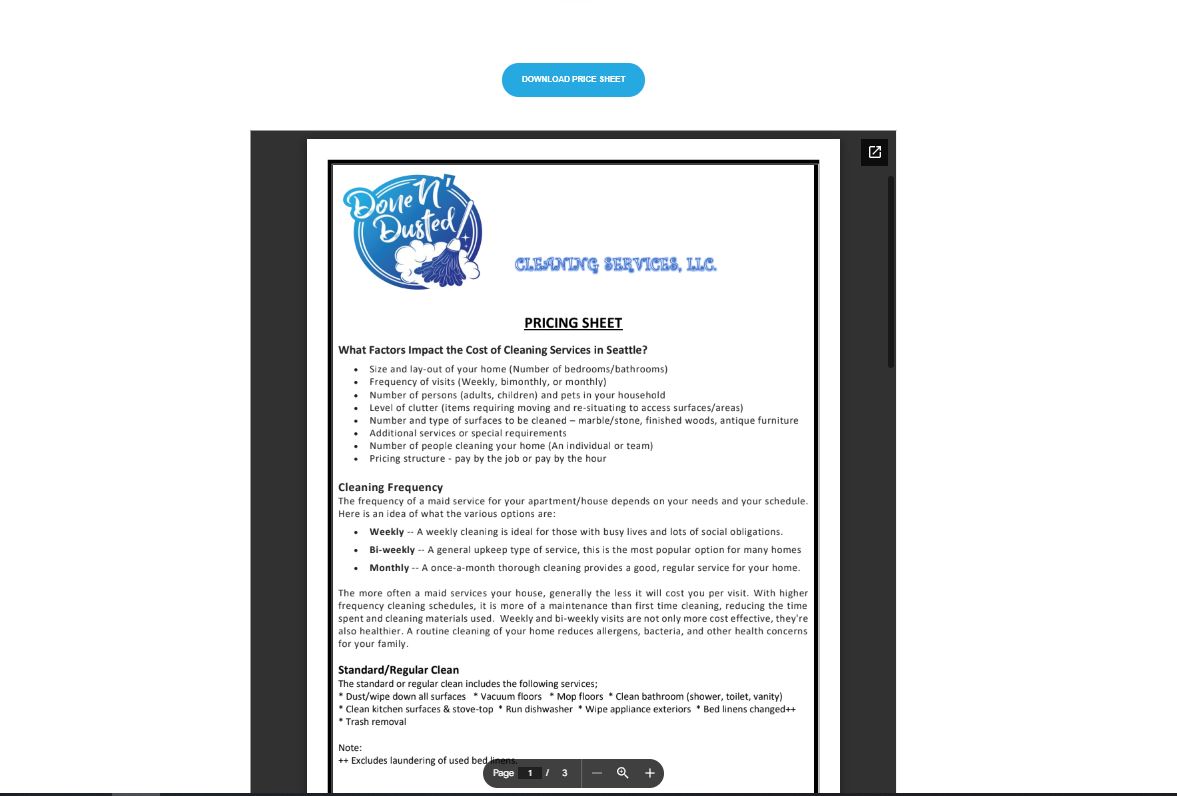 DOWNLOAD PRICE SHEET
Done N'
Dusted
CLEANING SERVICES, LLC.
PRICING SHEET
What Factors Impact the Cost of Cleaning Services in Seattle?
• Size and lay-out of your home (Number of bedrooms/bathrooms)
• Frequency of visits (Weekly, bimonthly, or monthly)
• Number of persons (adults, children) and pets in your household
• Level of clutter (items requiring moving and re-situating to access surfaces/areas)
• Number and type of surfaces to be cleaned – marble/stone, finished woods, antique furniture
• Additional services or special requirements
• Number of people cleaning your home (An individual or team)
• Pricing structure - pay by the job or pay by the hour
Cleaning Frequency
The frequency of a maid service for your apartment/house depends on your needs and your schedule.
Here is an idea of what the various options are:
• Weekly -- A weekly cleaning is ideal for those with busy lives and lots of social obligations.
• Bi-weekly -- A general upkeep type of service, this is the most popular option for many homes
• Monthly -- A once-a-month thorough cleaning provides a good, regular service for your home.
The more often a maid services your house, generally the less it will cost you per visit. With higher
frequency cleaning schedules, it is more of a maintenance than first time cleaning, reducing the time
spent and cleaning materials used. Weekly and bi-weekly visits are not only more cost effective, they're
also healthier. A routine cleaning of your home reduces allergens, bacteria, and other health concerns
for your family.
Standard/Regular Clean
The standard or regular clean includes the following services;
* Dust/wipe down all surfaces * Vacuum floors * Mop floors * Clean bathroom (shower, toilet, vanity)
* Clean kitchen surfaces & stove-top * Run dishwasher * Wipe appliance exteriors * Bed linens changed++
* Trash removal
Note:
++ Excludes laundering of used bed linens.
Page 1 / 3